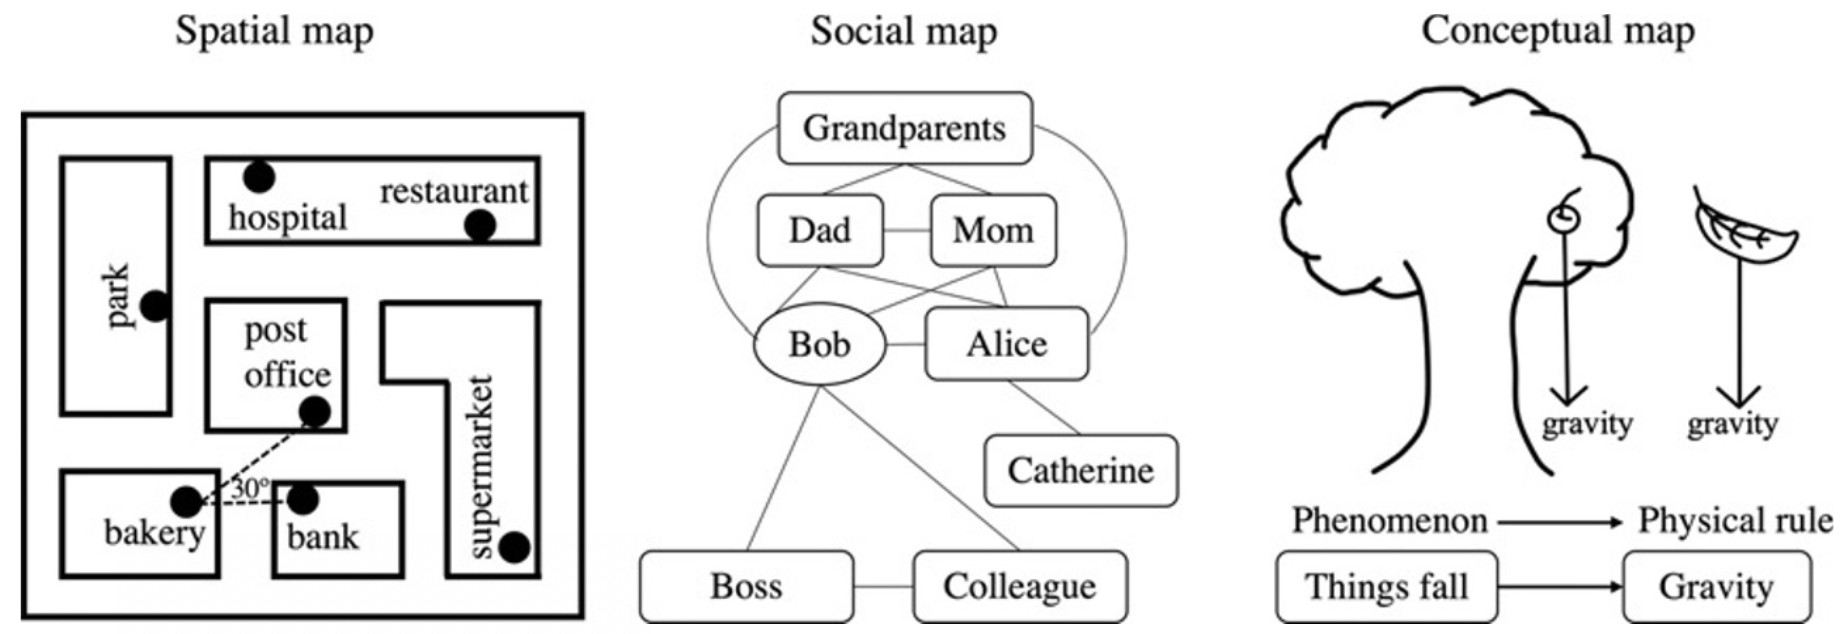 Spatial map
hospital
restaurant
park
post
office
30°
bakery
bank
supermarket
Social map
Grandparents
Dad
Mom
Bob
Alice
Catherine
Boss
Colleague
Conceptual map
gravity
gravity
Phenomenon
Physical rule
Things fall
Gravity